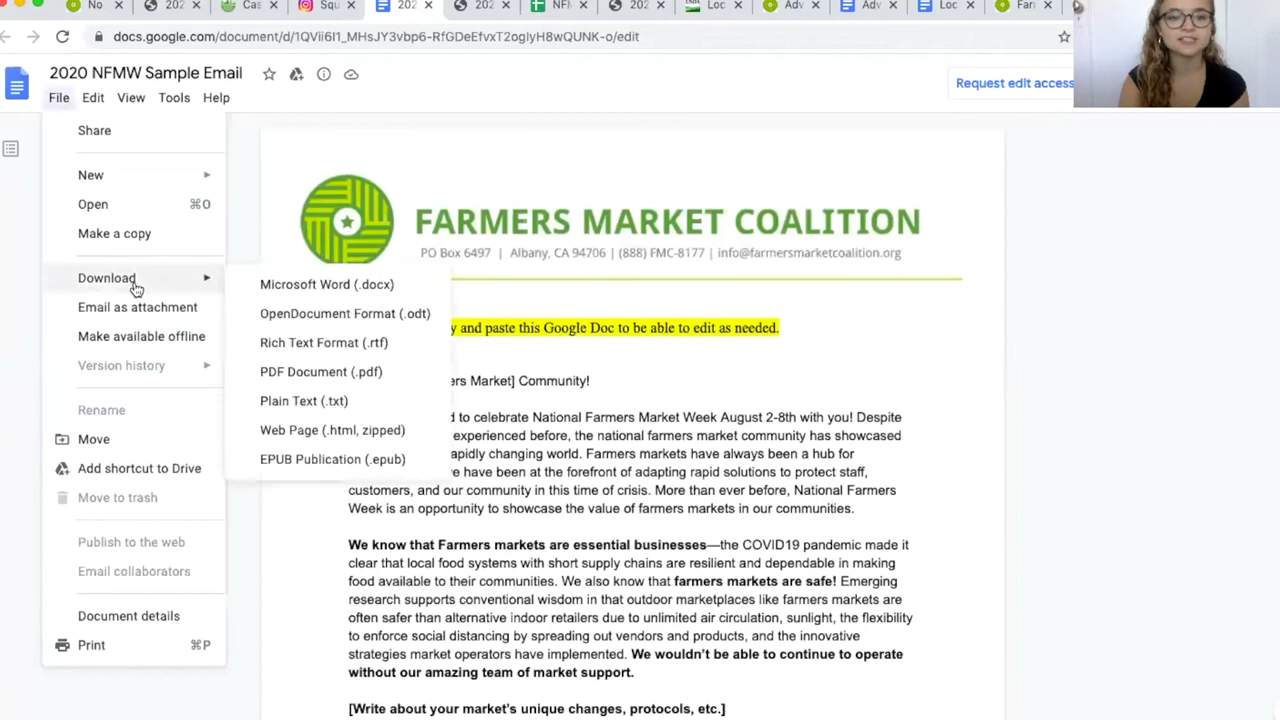 No
202
Cas
Squ
202
202
NFM
202
Loc
Adv
Adv
Loc
Far
docs.google.com/document/d/1QVii6I1_MHsJY3vbp6-RfGDeEfvxT2oglyH8wQUNK-o/edit
2020 NFMW Sample Email
Request edit access
File Edit View Tools Help
Share
New
Open ⌘O
Make a copy
Download
Email as attachment
Make available offline
Version history
Rename
Move
Add shortcut to Drive
Move to trash
Publish to the web
Email collaborators
Document details
Print ⌘P
Microsoft Word (.docx)
OpenDocument Format (.odt)
Rich Text Format (.rtf)
PDF Document (.pdf)
Plain Text (.txt)
Web Page (.html, zipped)
EPUB Publication (.epub)
FARMERS MARKET COALITION
PO Box 6497 | Albany, CA 94706 | (888) FMC-8177 | info@farmersmarketcoalition.org
y and paste this Google Doc to be able to edit as needed.
ers Market] Community!
d to celebrate National Farmers Market Week August 2-8th with you! Despite
experienced before, the national farmers market community has showcased
apidly changing world. Farmers markets have always been a hub for
e have been at the forefront of adapting rapid solutions to protect staff,
customers, and our community in this time of crisis. More than ever before, National Farmers
Week is an opportunity to showcase the value of farmers markets in our communities.
We know that Farmers markets are essential businesses—the COVID19 pandemic made it
clear that local food systems with short supply chains are resilient and dependable in making
food available to their communities. We also know that farmers markets are safe! Emerging
research supports conventional wisdom in that outdoor marketplaces like farmers markets are
often safer than alternative indoor retailers due to unlimited air circulation, sunlight, the flexibility
to enforce social distancing by spreading out vendors and products, and the innovative
strategies market operators have implemented. We wouldn't be able to continue to operate
without our amazing team of market support.
[Write about your market's unique changes, protocols, etc.]